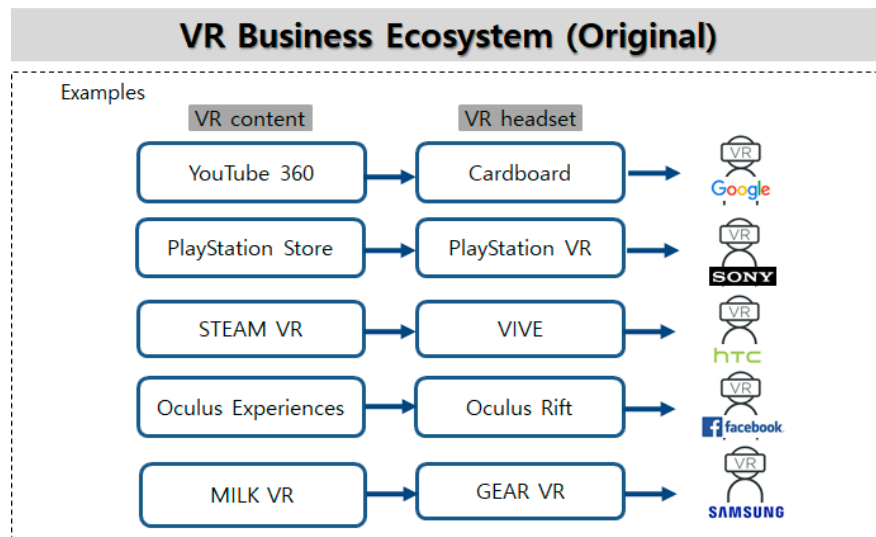 VR Business Ecosystem (Original)
Examples
VR content VR headset
YouTube 360 Cardboard VR Google
PlayStation Store PlayStation VR VR SONY
STEAM VR VIVE VR hTC
Oculus Experiences Oculus Rift VR f facebook
MILK VR GEAR VR VR SAMSUNG